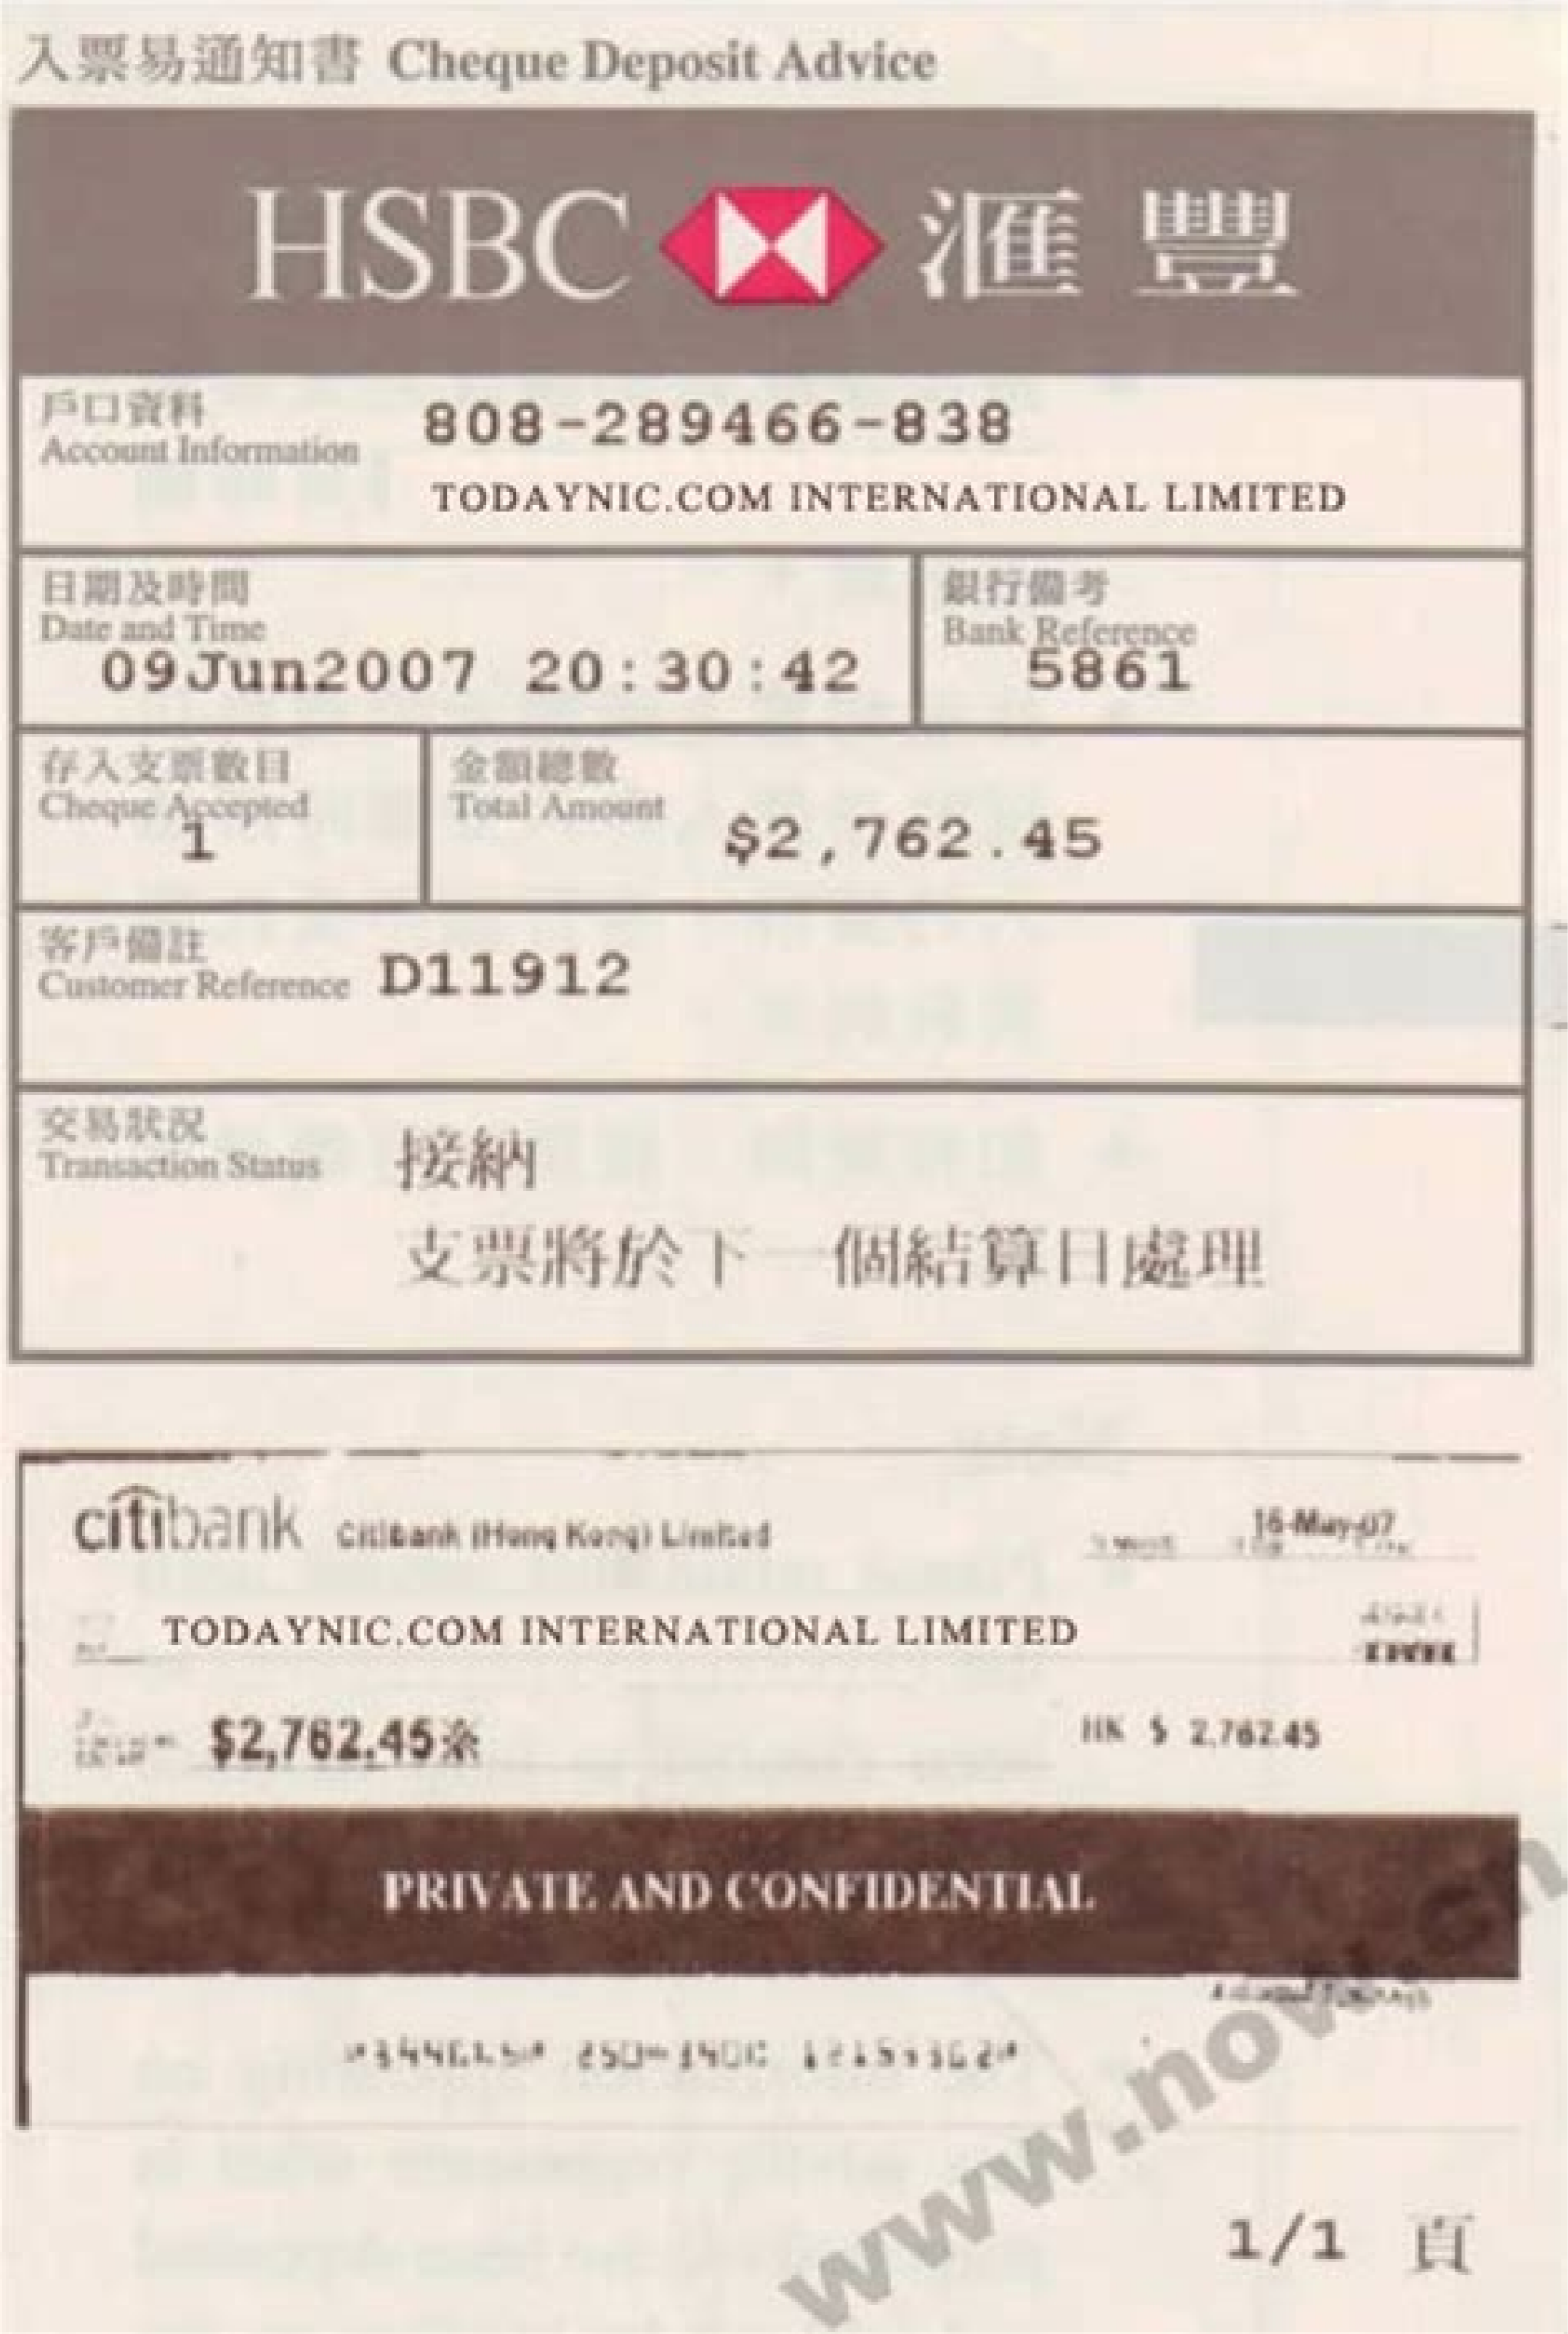 入票易通知書 Cheque Deposit Advice
HSBC 滙豐
戶口資料
Account Information
808-289466-838
TODAYNIC.COM INTERNATIONAL LIMITED
日期及時間
Date and Time
09Jun2007 20:30:42
銀行備考
Bank Reference
5861
存入支票數目
Cheque Accepted
1
金額總數
Total Amount
$2,762.45
客戶備註
Customer Reference
D11912
交易狀況
Transaction Status
接納
支票將於下一個結算日處理
citibank Citibank (Hong Kong) Limited
16-May-07
TODAYNIC.COM INTERNATIONAL LIMITED
$2,762.45※
HK $ 2,762.45
PRIVATE AND CONFIDENTIAL
www.now.cn
1/1 頁